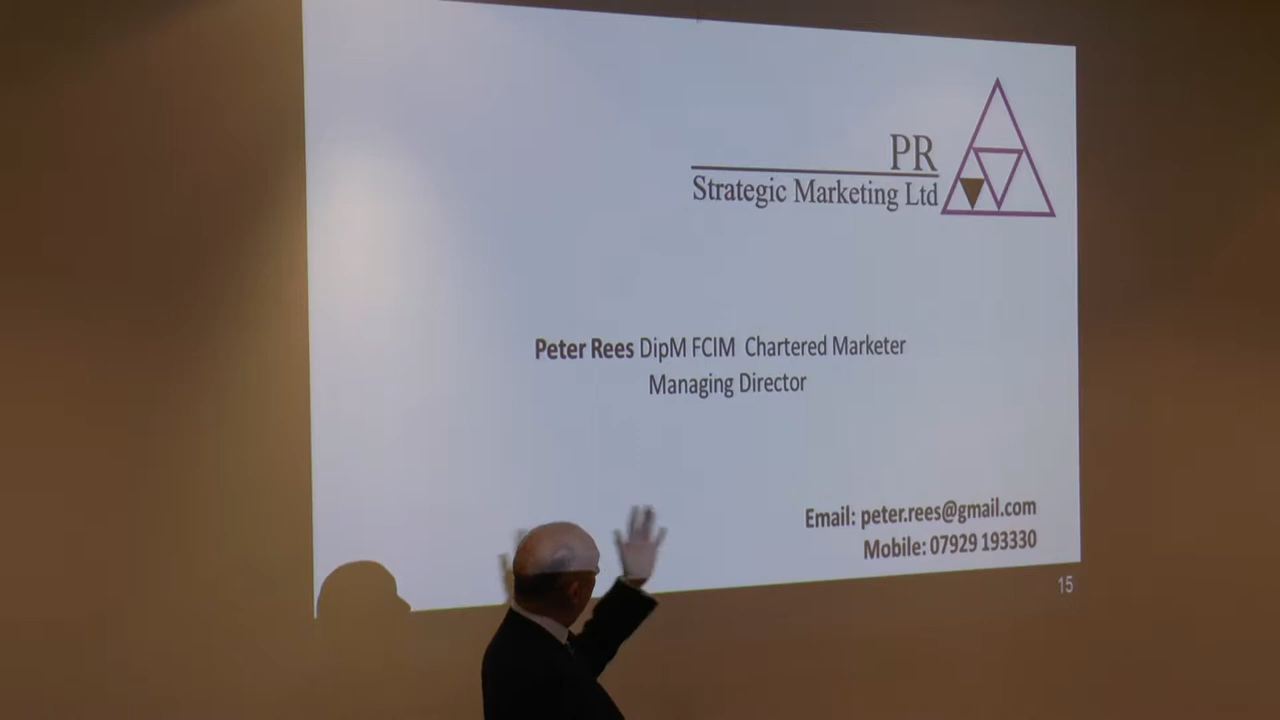 PR
Strategic Marketing Ltd
Peter Rees DipM FCIM Chartered Marketer
Managing Director
Email: peter.rees@gmail.com
Mobile: 07929 193330
15